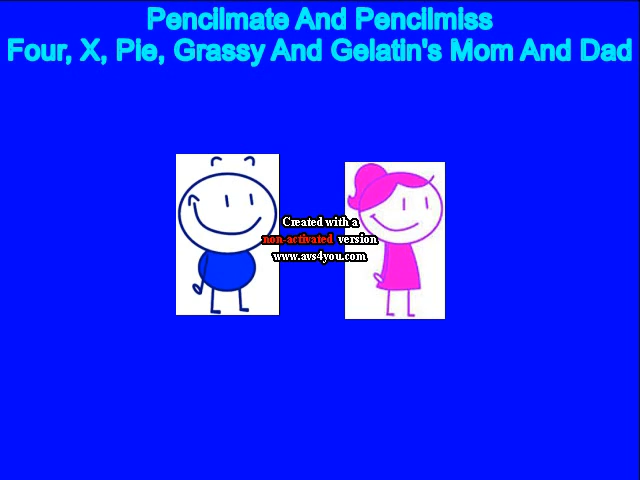 Pencilmate And Pencilmiss
Four, X, Pie, Grassy And Gelatin's Mom And Dad
Created with a
non-activated version
www.avs4you.com